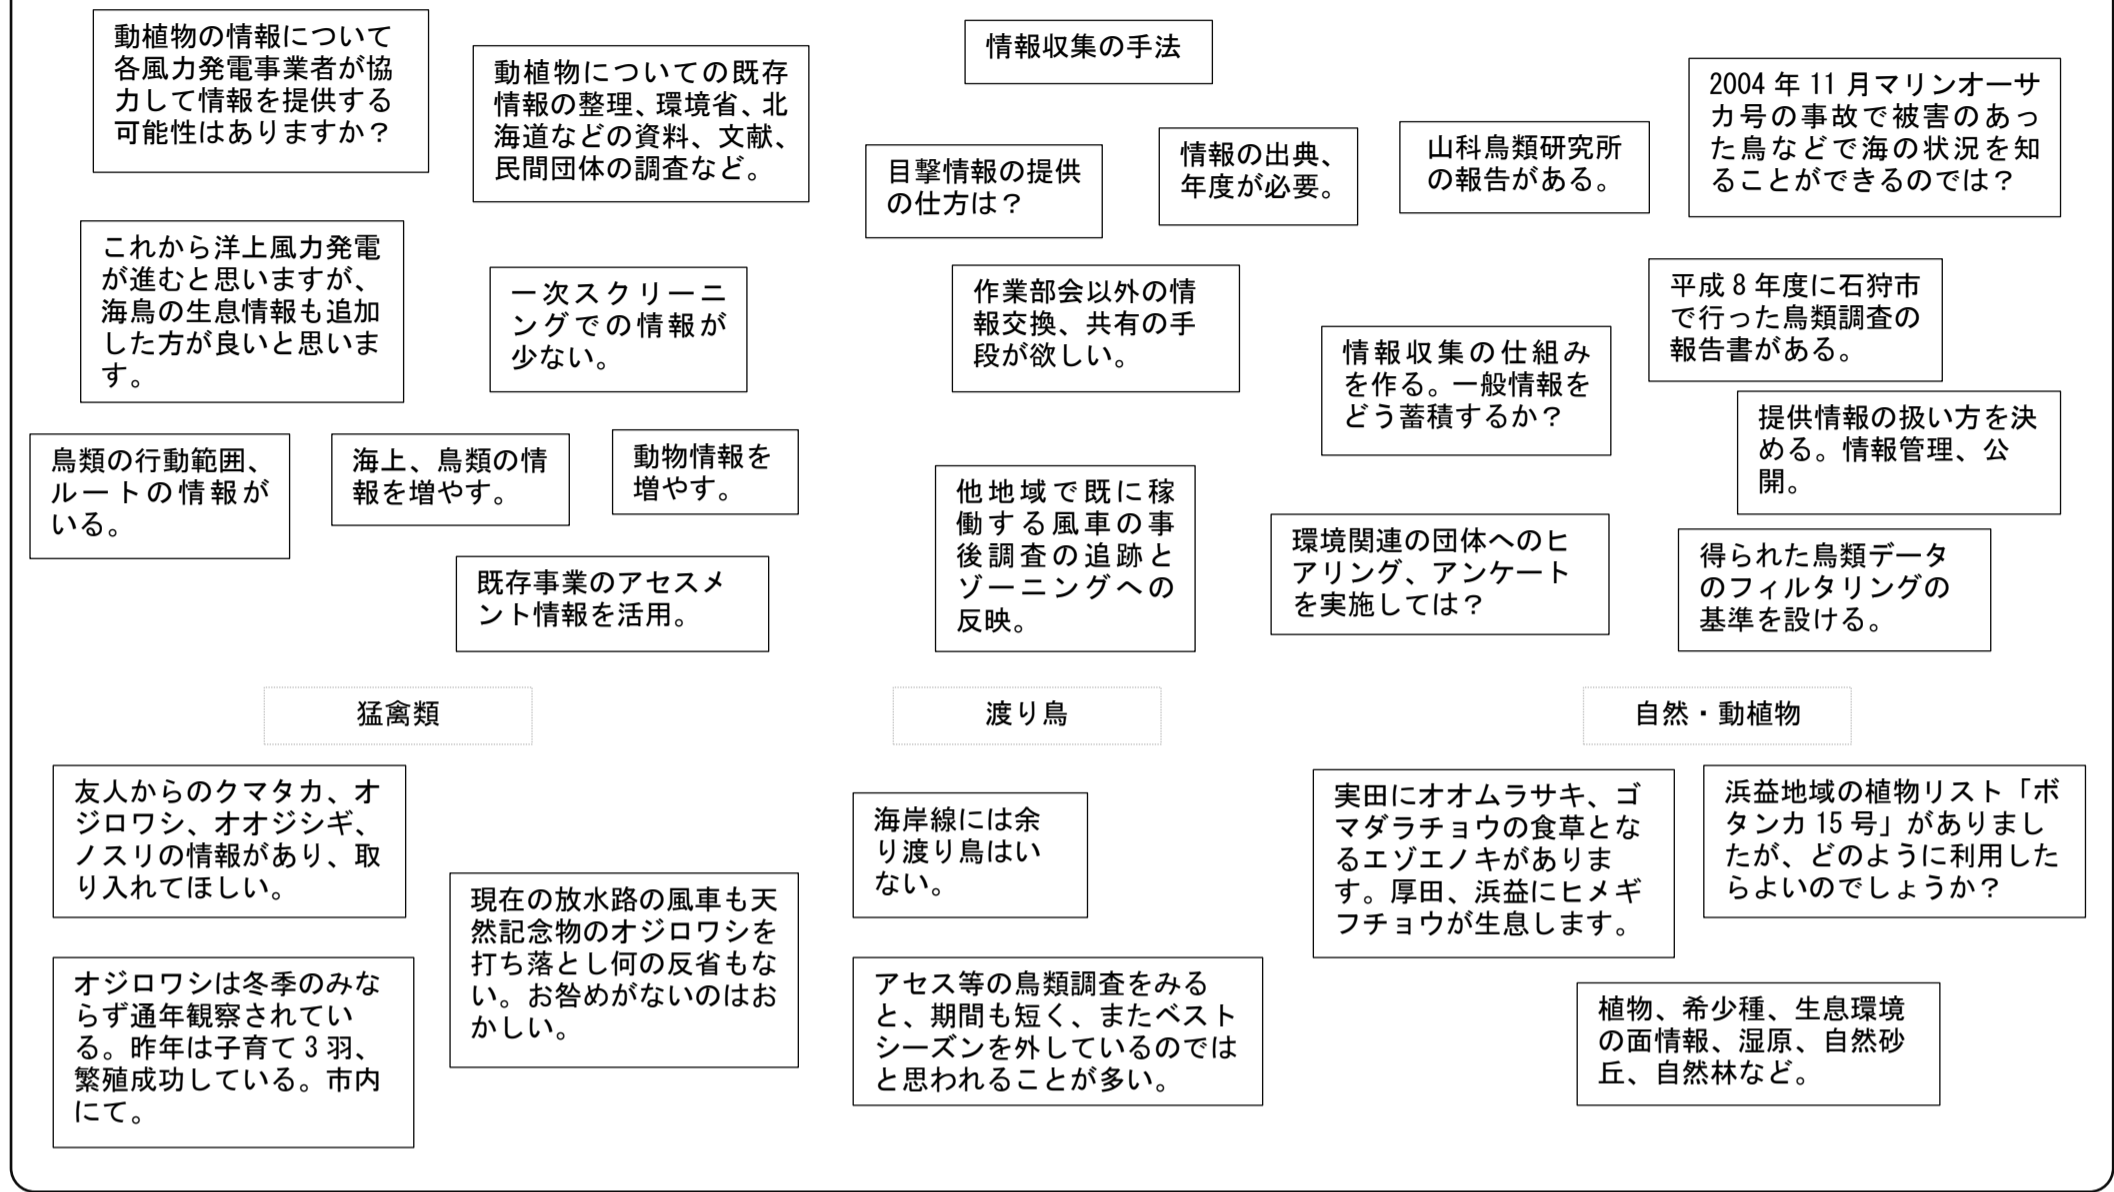 動植物の情報について
各風力発電事業者が協
力して情報を提供する
可能性はありますか？
動植物についての既存
情報の整理、環境省、北
海道などの資料、文献、
民間団体の調査など。
情報収集の手法
目撃情報の提供
の仕方は？
情報の出典、
年度が必要。
山科鳥類研究所
の報告がある。
2004 年 11 月マリンオーサ
カ号の事故で被害のあっ
た鳥などで海の状況を知
ることができるのでは？
これから洋上風力発電
が進むと思いますが、
海鳥の生息情報も追加
した方が良いと思いま
す。
一次スクリーニ
ングでの情報が
少ない。
作業部会以外の情
報交換、共有の手
段が欲しい。
情報収集の仕組み
を作る。一般情報を
どう蓄積するか？
平成 8 年度に石狩市
で行った鳥類調査の
報告書がある。
提供情報の扱い方を決
める。情報管理、公
開。
鳥類の行動範囲、
ルートの情報が
いる。
海上、鳥類の情
報を増やす。
動物情報を
増やす。
既存事業のアセスメ
ント情報を活用。
他地域で既に稼
働する風車の事
後調査の追跡と
ゾーニングへの
反映。
環境関連の団体へのヒ
アリング、アンケート
を実施しては？
得られた鳥類データ
のフィルタリングの
基準を設ける。
猛禽類
渡り鳥
自然・動植物
友人からのクマタカ、オ
ジロワシ、オオジシギ、
ノスリの情報があり、取
り入れてほしい。
現在の放水路の風車も天
然記念物のオジロワシを
打ち落とし何の反省もな
い。お咎めがないのはお
かしい。
オジロワシは冬季のみな
らず通年観察されてい
る。昨年は子育て 3 羽、
繁殖成功している。市内
にて。
海岸線には余
り渡り鳥はい
ない。
アセス等の鳥類調査をみる
と、期間も短く、またベスト
シーズンを外しているのでは
と思われることが多い。
実田にオオムラサキ、ゴ
マダラチョウの食草とな
るエゾエノキがありま
す。厚田、浜益にヒメギ
フチョウが生息します。
浜益地域の植物リスト「ボ
タンカ 15 号」がありまし
たが、どのように利用した
らよいのでしょうか？
植物、希少種、生息環境
の面情報、湿原、自然砂
丘、自然林など。